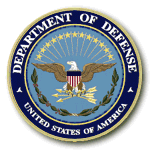 DEPARTMENT OF DEFENSE
UNITED STATES OF AMERICA